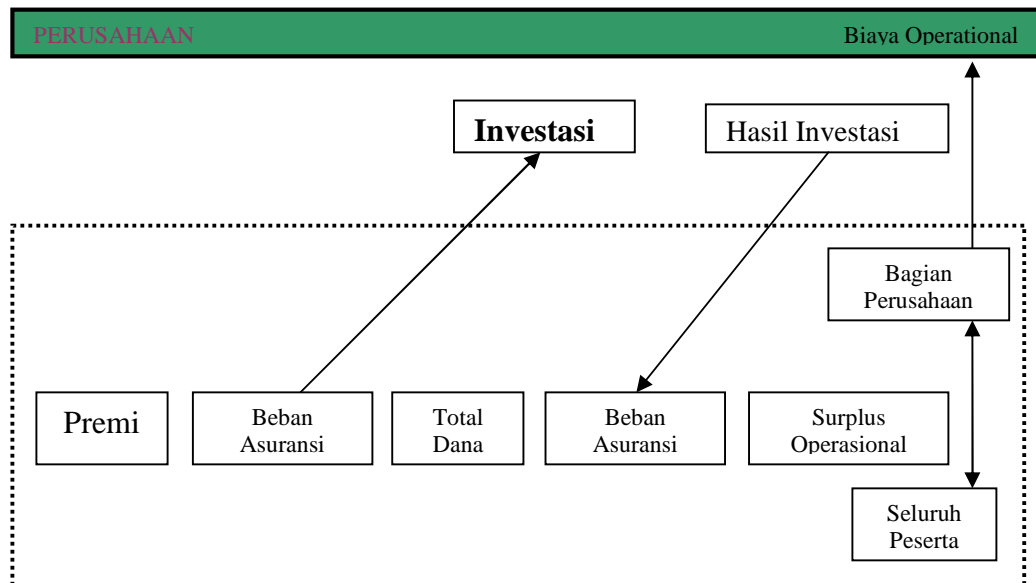 PERUSAHAAN Biaya Operational
Investasi
Hasil Investasi
Bagian
Perusahaan
Premi
Beban
Asuransi
Total
Dana
Beban
Asuransi
Surplus
Operasional
Seluruh
Peserta